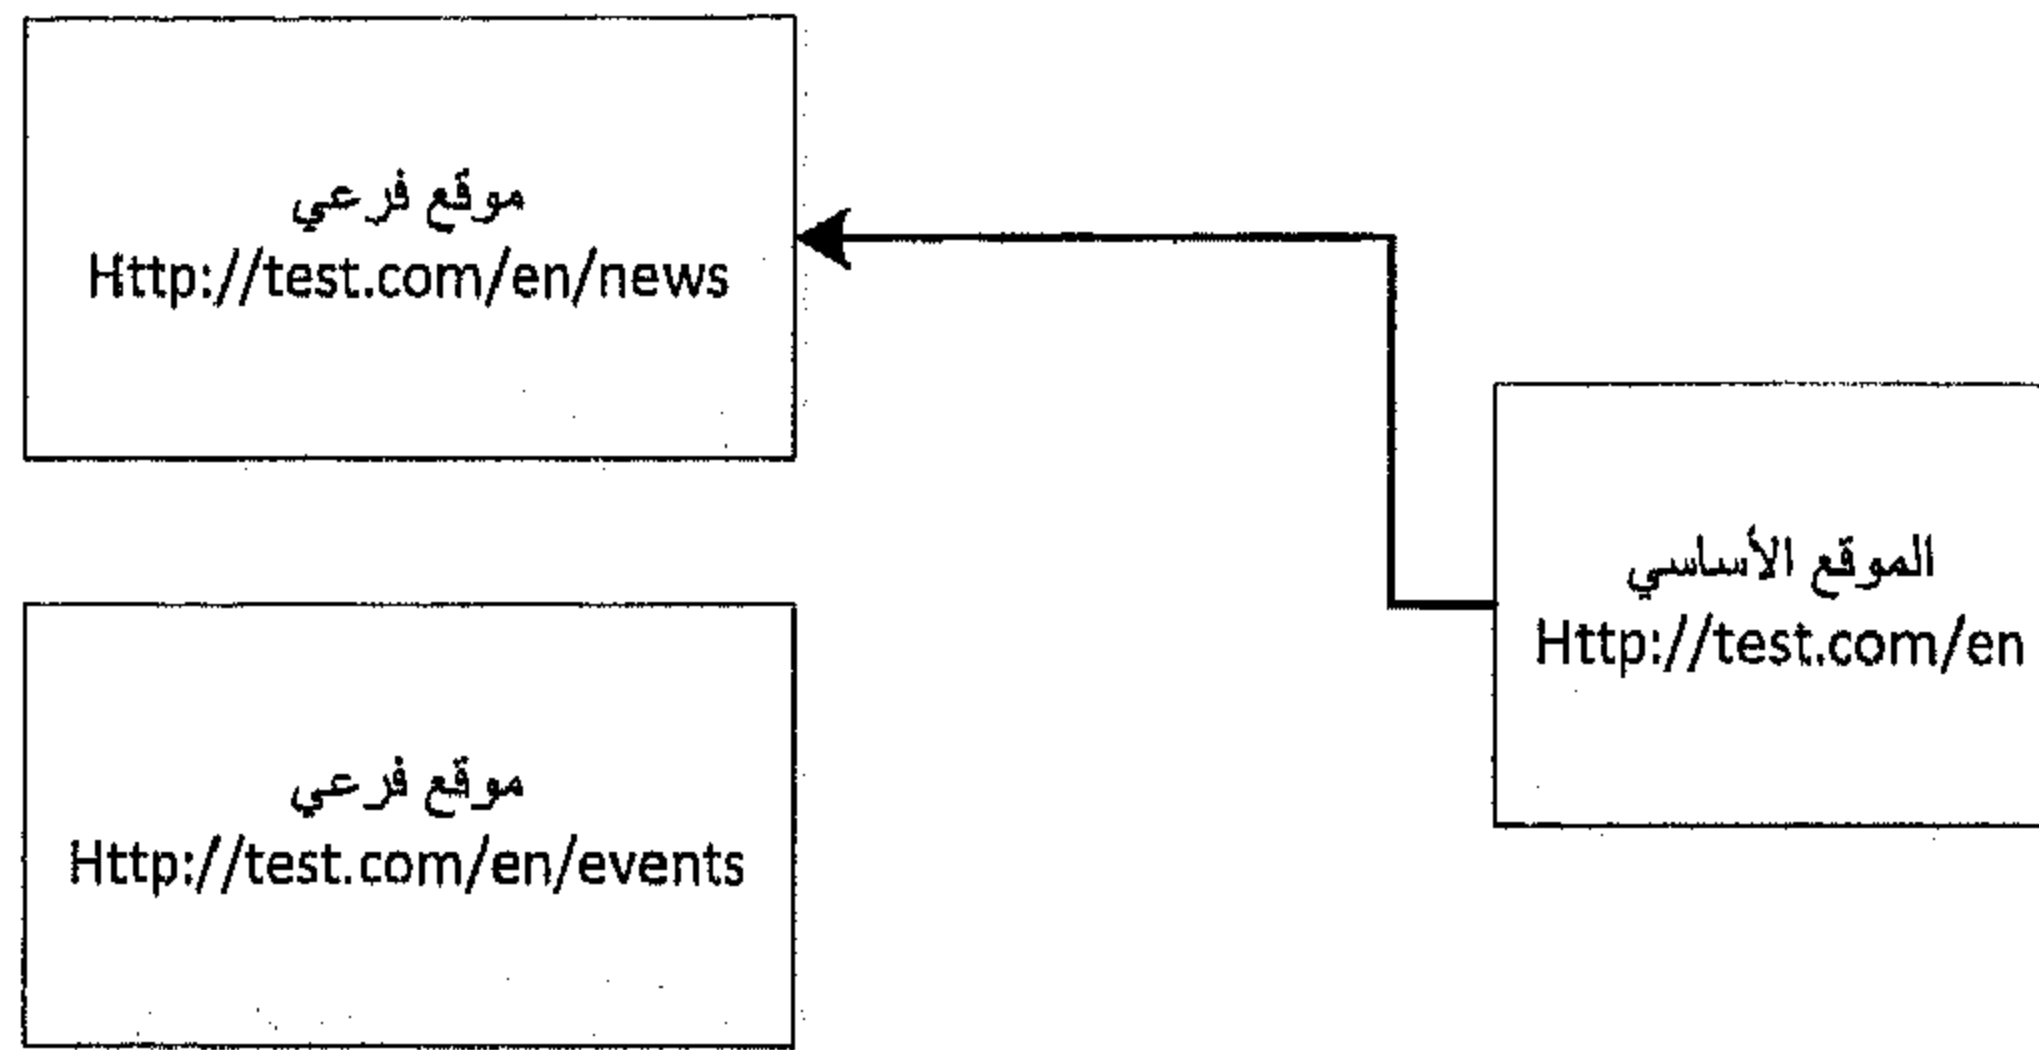 موقع فرعي
Http://test.com/en/news
الموقع الأساسي
Http://test.com/en
موقع فرعي
Http://test.com/en/events